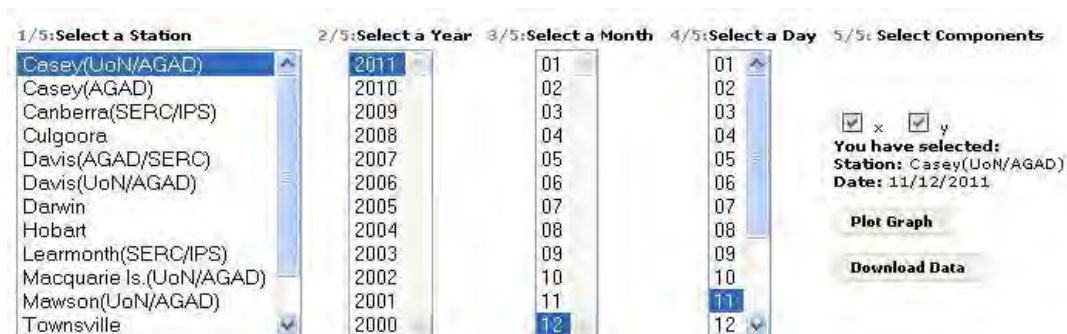 1/5:Select a Station
Casey(UoN/AGAD)
Casey(AGAD)
Canberra(SERC/IPS)
Culgoora
Davis(AGAD/SERC)
Davis(UoN/AGAD)
Darwin
Hobart
Learmonth(SERC/IPS)
Macquarie Is.(UoN/AGAD)
Mawson(UoN/AGAD)
Townsville
2/5:Select a Year
2011
2010
2009
2008
2007
2006
2005
2004
2003
2002
2001
2000
3/5:Select a Month
01
02
03
04
05
06
07
08
09
10
11
12
4/5:Select a Day
01
02
03
04
05
06
07
08
09
10
11
12
5/5: Select Components
x y
You have selected:
Station: Casey(UoN/AGAD)
Date: 11/12/2011
Plot Graph
Download Data